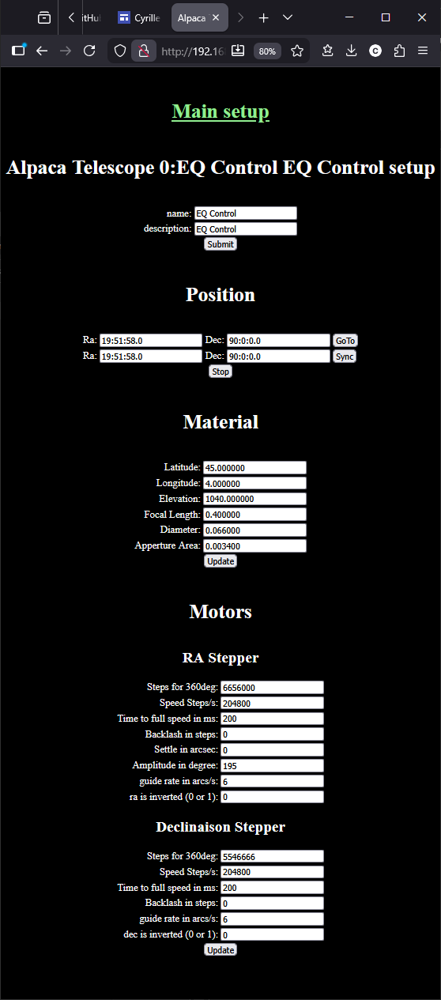 itHul
Cyrille
Alpaca
http://192.16
80%
Main setup
Alpaca Telescope 0:EQ Control EQ Control setup
name: EQ Control
description: EQ Control
Submit
Position
Ra: 19:51:58.0 Dec: 90:0:0.0 GoTo
Ra: 19:51:58.0 Dec: 90:0:0.0 Sync
Stop
Material
Latitude: 45.000000
Longitude: 4.000000
Elevation: 1040.000000
Focal Length: 0.400000
Diameter: 0.066000
Apperture Area: 0.003400
Update
Motors
RA Stepper
Steps for 360deg: 6656000
Speed Steps/s: 204800
Time to full speed in ms: 200
Backlash in steps: 0
Settle in arcsec: 0
Amplitude in degree: 195
guide rate in arcs/s: 6
ra is inverted (0 or 1): 0
Declinaison Stepper
Steps for 360deg: 5546666
Speed Steps/s: 204800
Time to full speed in ms: 200
Backlash in steps: 0
guide rate in arcs/s: 6
dec is inverted (0 or 1): 0
Update